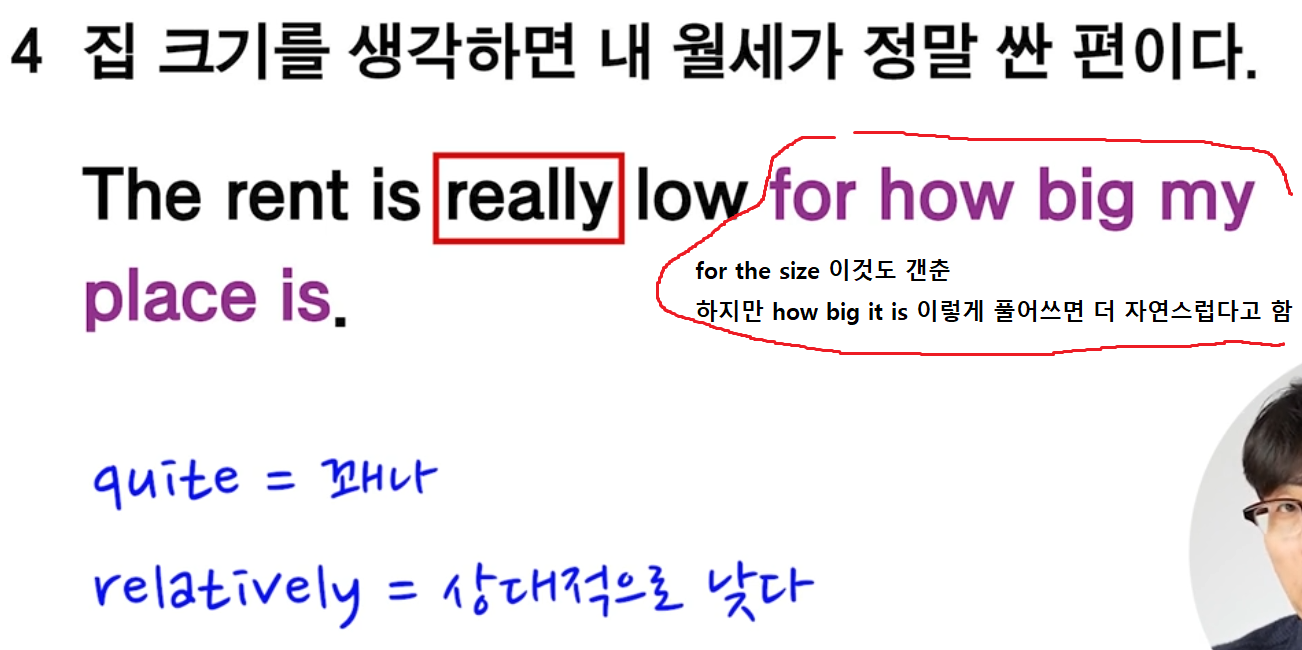 4 집 크기를 생각하면 내 월세가 정말 싼 편이다.
The rent is really low for how big my
place is.
for the size 이것도 갠춘
하지만 how big it is 이렇게 풀어쓰면 더 자연스럽다고 함
quite = 꽤나
relatively = 상대적으로 낮다